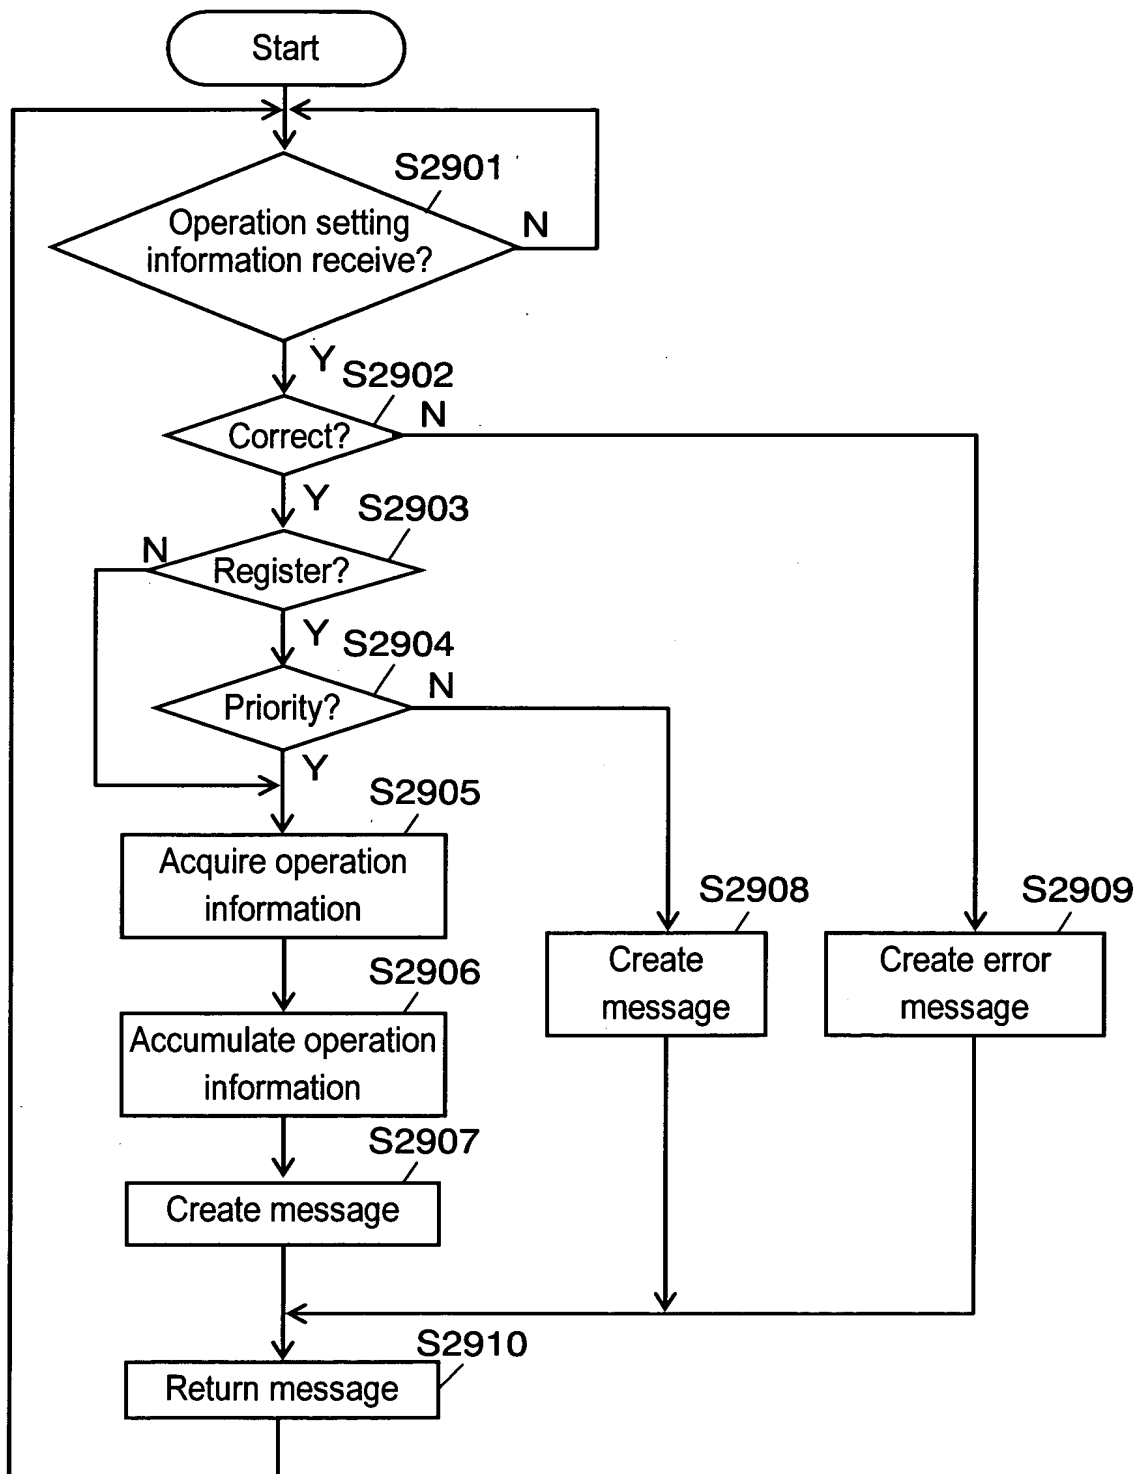 Start
S2901
Operation setting
information receive?
N
Y
S2902
Correct?
N
Y
S2903
N
Register?
Y
S2904
Priority?
N
Y
S2905
Acquire operation
information
S2906
Accumulate operation
information
S2907
Create message
S2908
Create
message
S2909
Create error
message
S2910
Return message